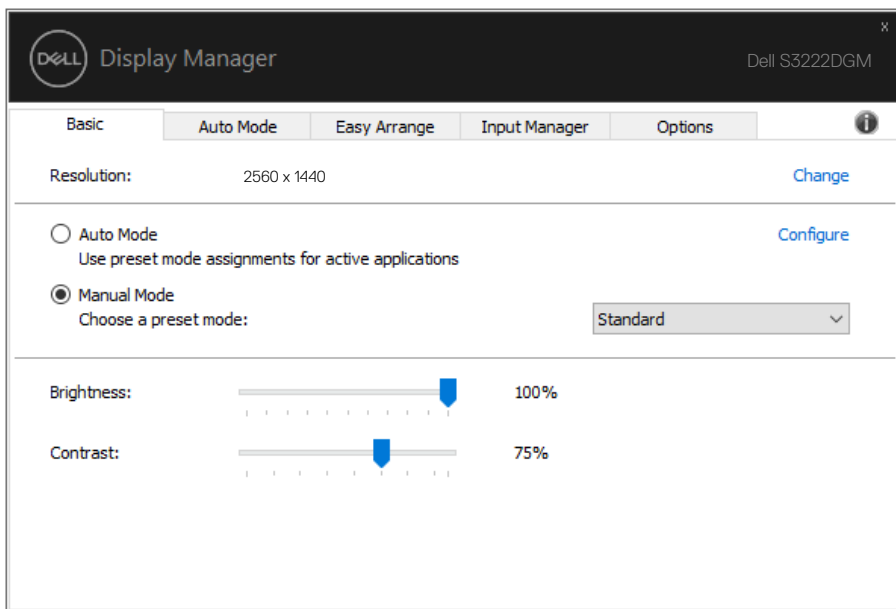 DELL Display Manager
x
Dell S3222DGM
Basic Auto Mode Easy Arrange Input Manager Options i
Resolution: 2560 x 1440 Change
Auto Mode Configure
Use preset mode assignments for active applications
Manual Mode
Choose a preset mode: Standard
Brightness: 100%
Contrast: 75%